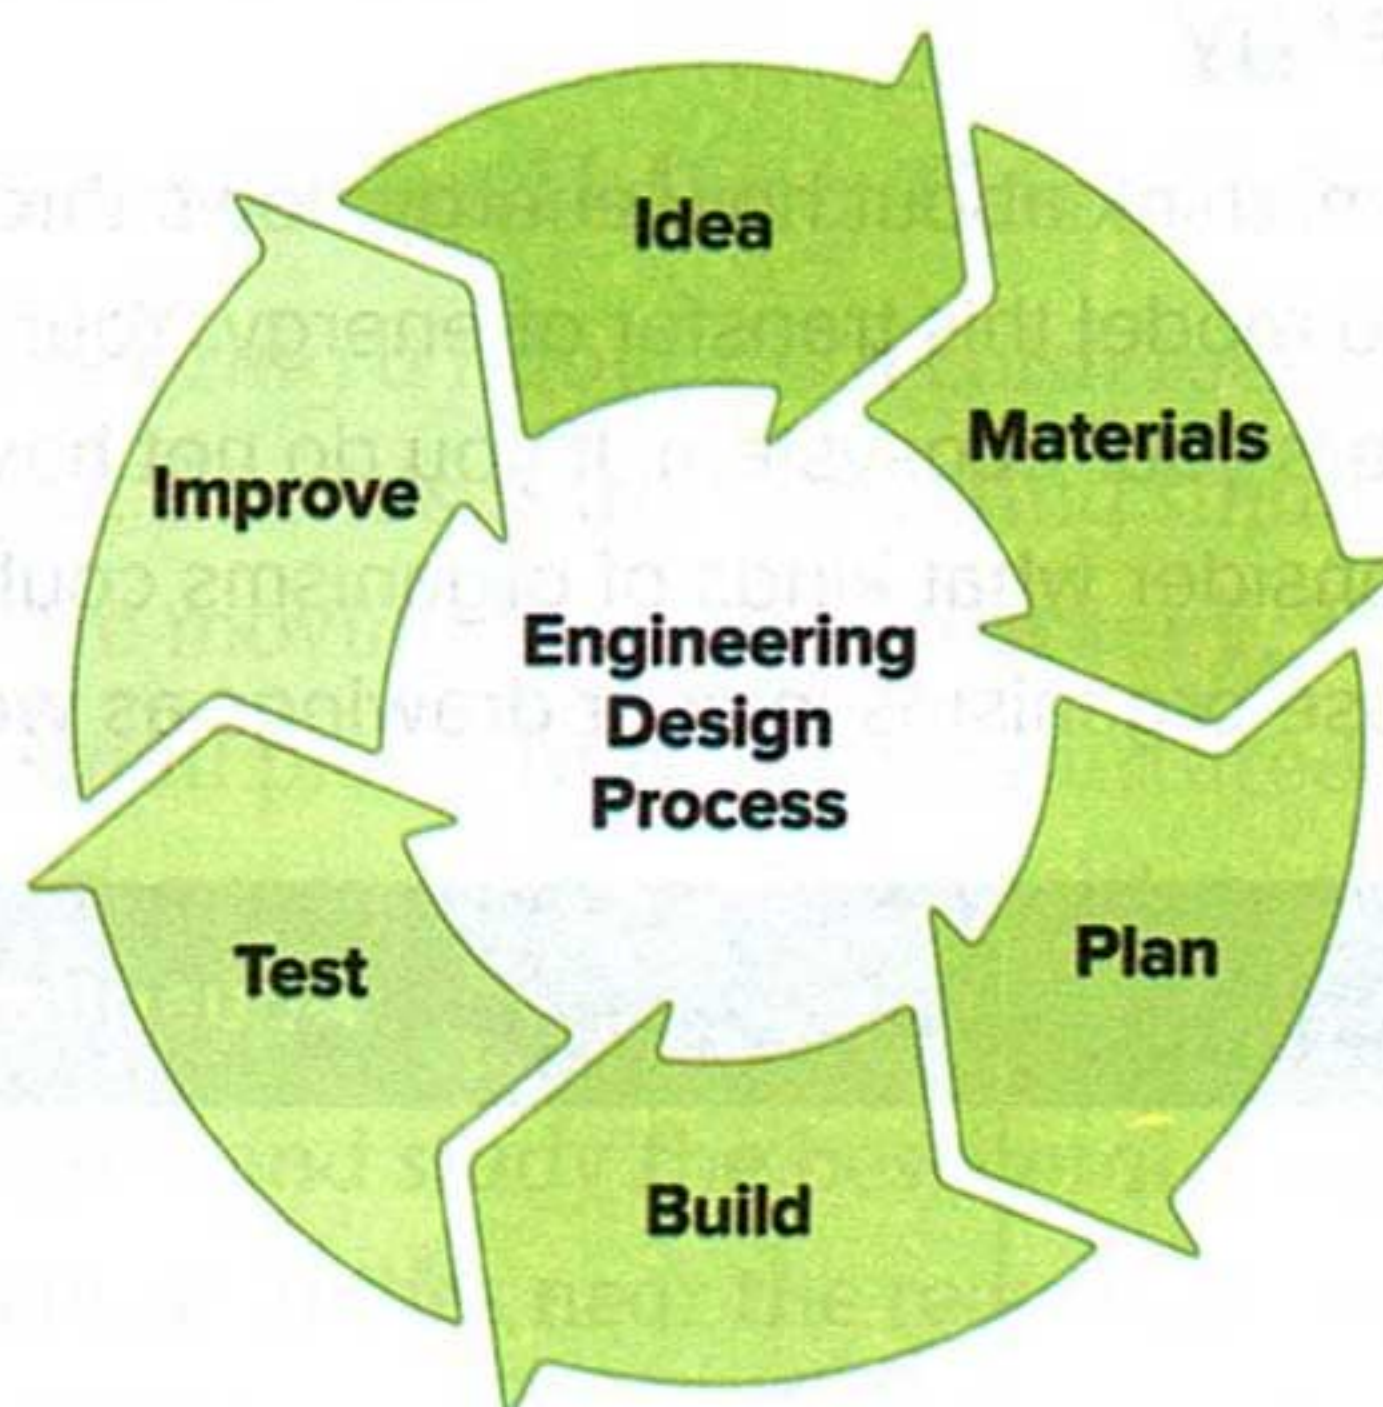 Idea
Materials
Plan
Build
Test
Improve
Engineering
Design
Process